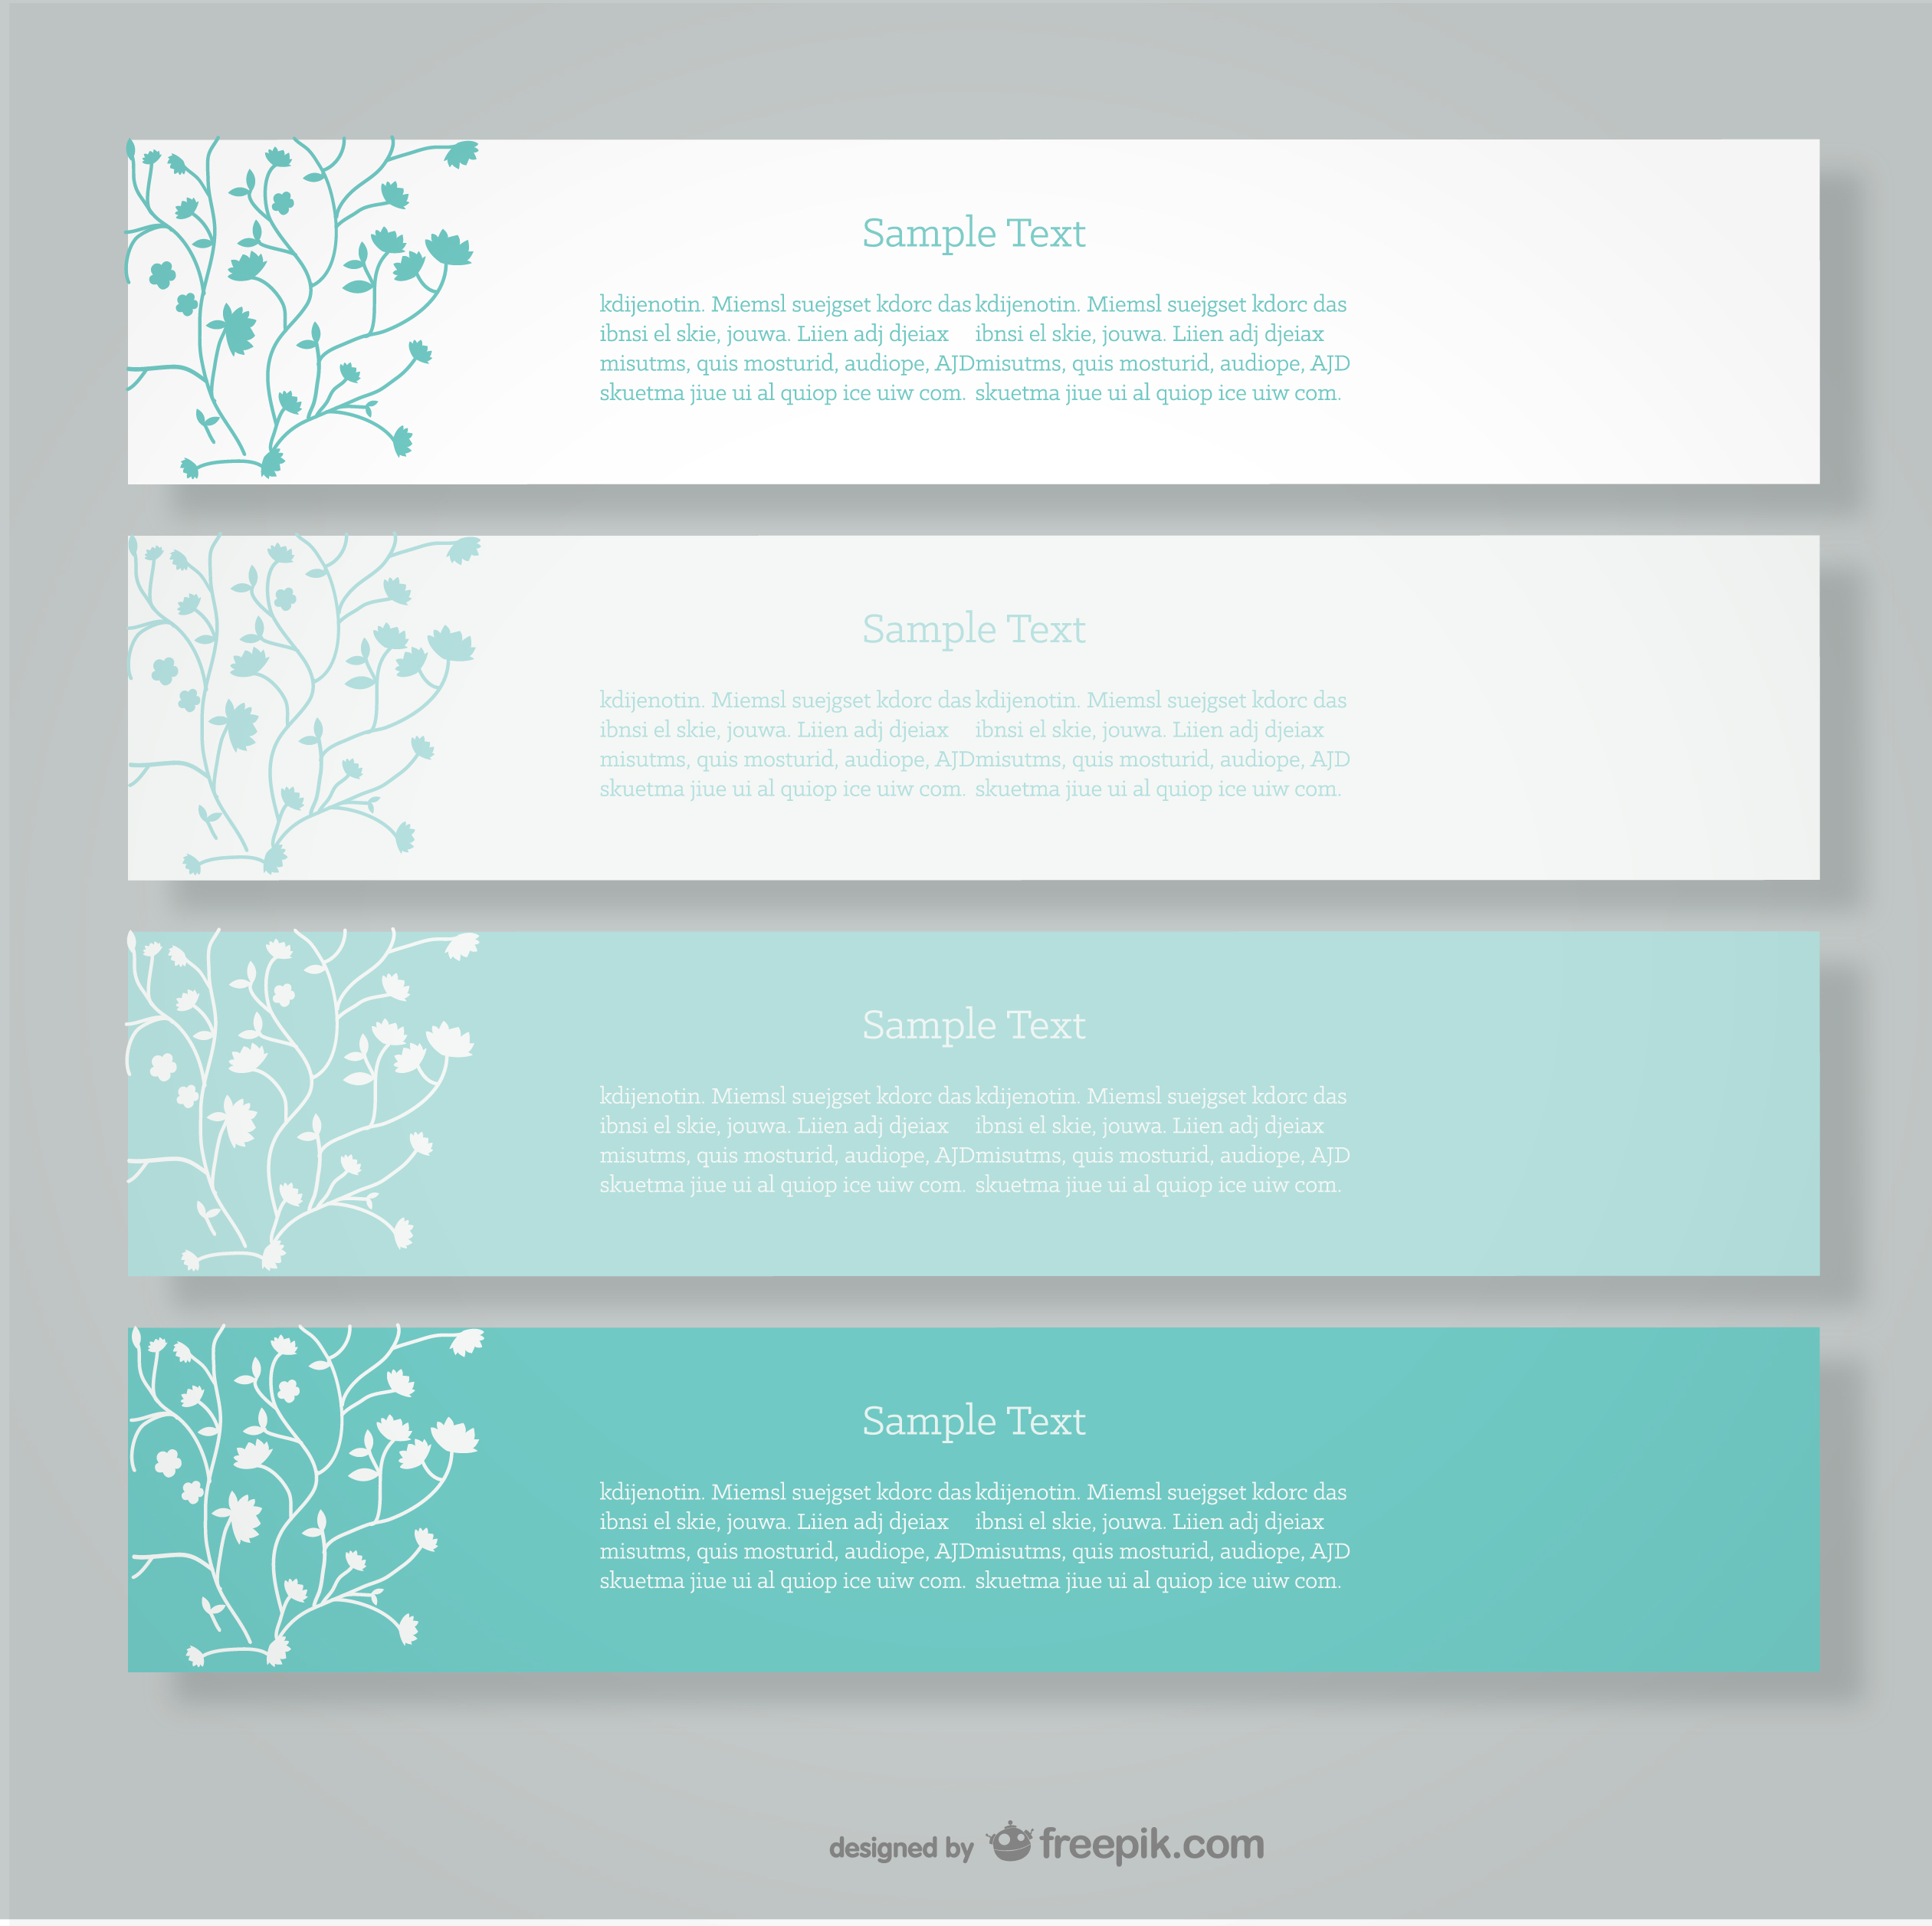 Sample Text
kdijenotin. Miemsl suejgset kdorc das kdijenotin. Miemsl suejgset kdorc das
ibnsi el skie, jouwa. Liien adj djeiax ibnsi el skie, jouwa. Liien adj djeiax
misutms, quis mosturid, audiope, AJD misutms, quis mosturid, audiope, AJD
skuetma jiue ui al quiop ice uiw com. skuetma jiue ui al quiop ice uiw com.
Sample Text
kdijenotin. Miemsl suejgset kdorc das kdijenotin. Miemsl suejgset kdorc das
ibnsi el skie, jouwa. Liien adj djeiax ibnsi el skie, jouwa. Liien adj djeiax
misutms, quis mosturid, audiope, AJD misutms, quis mosturid, audiope, AJD
skuetma jiue ui al quiop ice uiw com. skuetma jiue ui al quiop ice uiw com.
Sample Text
kdijenotin. Miemsl suejgset kdorc das kdijenotin. Miemsl suejgset kdorc das
ibnsi el skie, jouwa. Liien adj djeiax ibnsi el skie, jouwa. Liien adj djeiax
misutms, quis mosturid, audiope, AJD misutms, quis mosturid, audiope, AJD
skuetma jiue ui al quiop ice uiw com. skuetma jiue ui al quiop ice uiw com.
Sample Text
kdijenotin. Miemsl suejgset kdorc das kdijenotin. Miemsl suejgset kdorc das
ibnsi el skie, jouwa. Liien adj djeiax ibnsi el skie, jouwa. Liien adj djeiax
misutms, quis mosturid, audiope, AJD misutms, quis mosturid, audiope, AJD
skuetma jiue ui al quiop ice uiw com. skuetma jiue ui al quiop ice uiw com.
designed by freepik.com